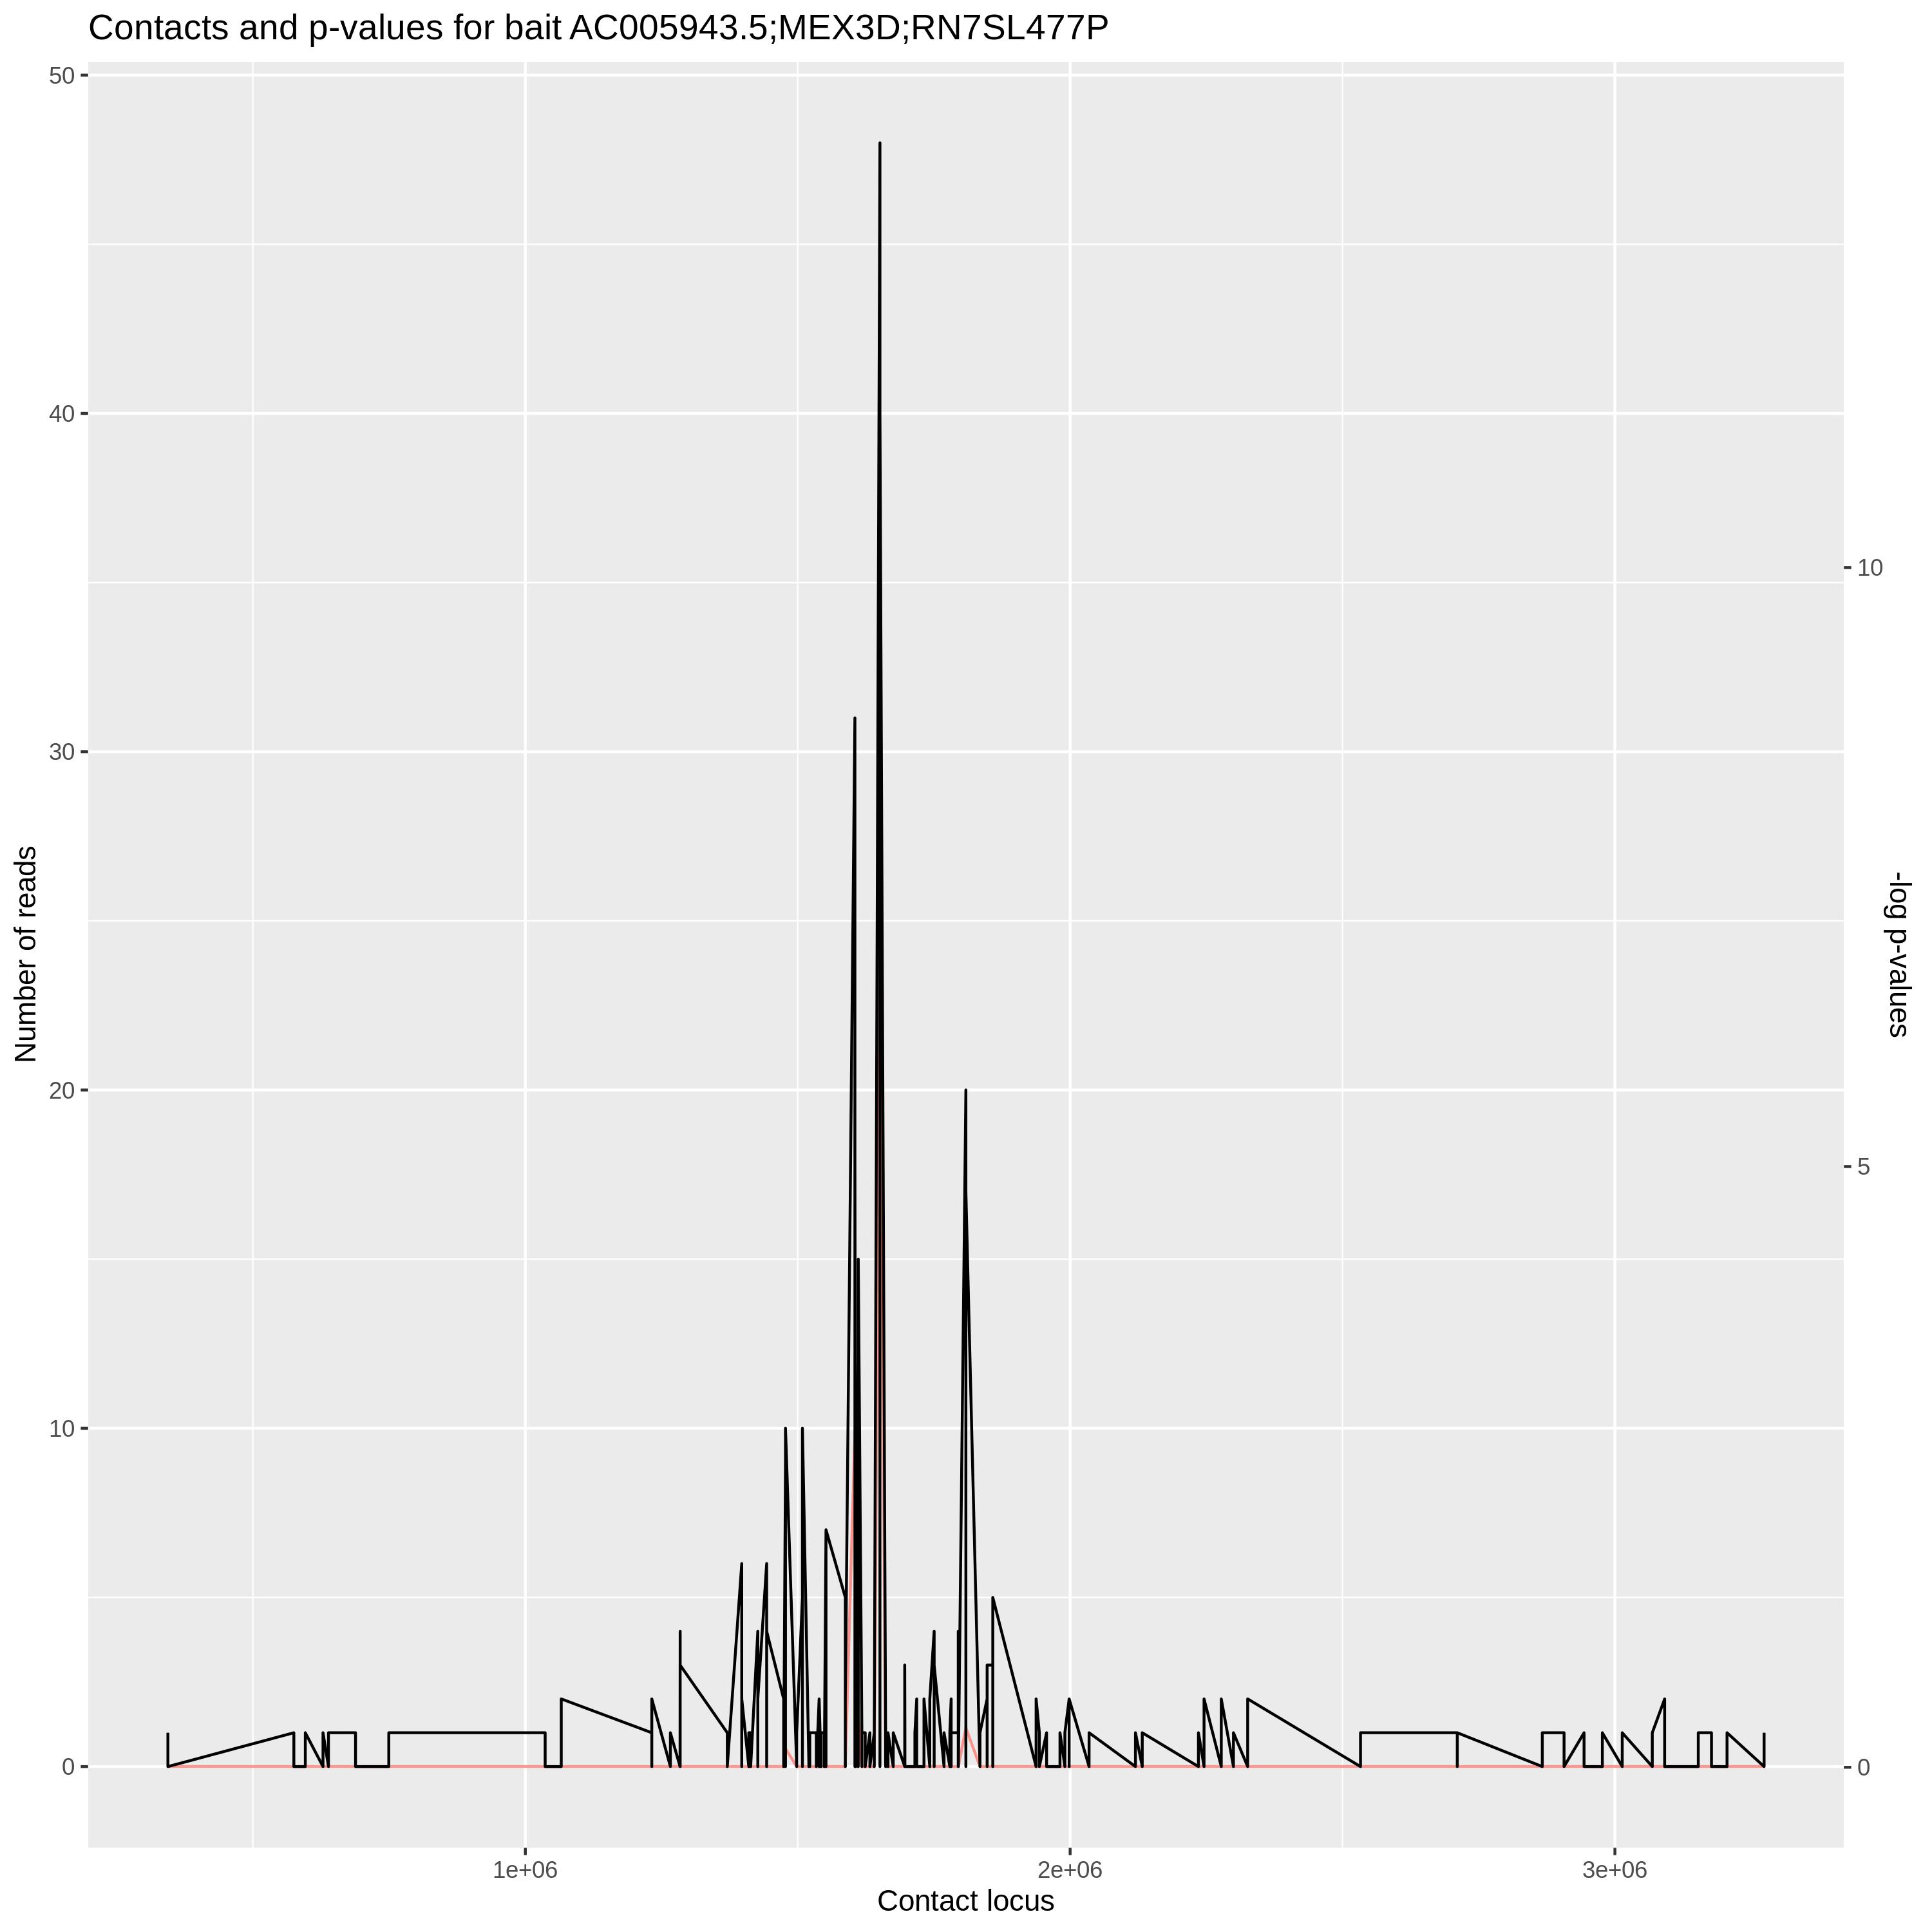 Contacts and p-values for bait AC005943.5;MEX3D;RN7SL477P
50
40
30
20
10
0
Number of reads
10
5
0
-log p-values
1e+06
2e+06
3e+06
Contact locus